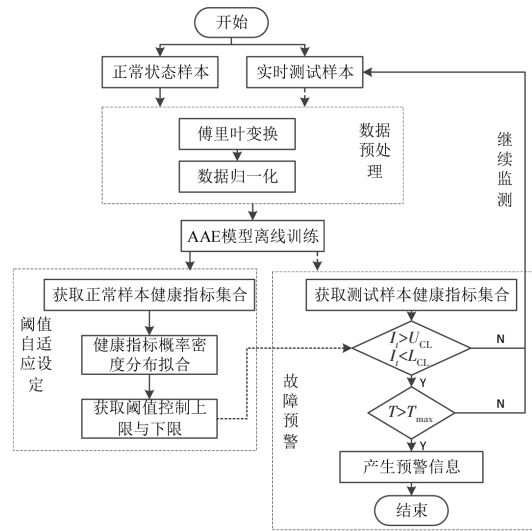 开始
正常状态样本
实时测试样本
傅里叶变换
数据归一化
数据
预处
理
继
续
监
测
AAE模型离线训练
获取正常样本健康指标集合
阈值
自适
应设
定
健康指标概率密
度分布拟合
获取阈值控制上
限与下限
获取测试样本健康指标集合
I_t>U_CL
I_t<L_CL
N
Y
故
障
预
警
T>T_max
N
Y
产生预警信息
结束